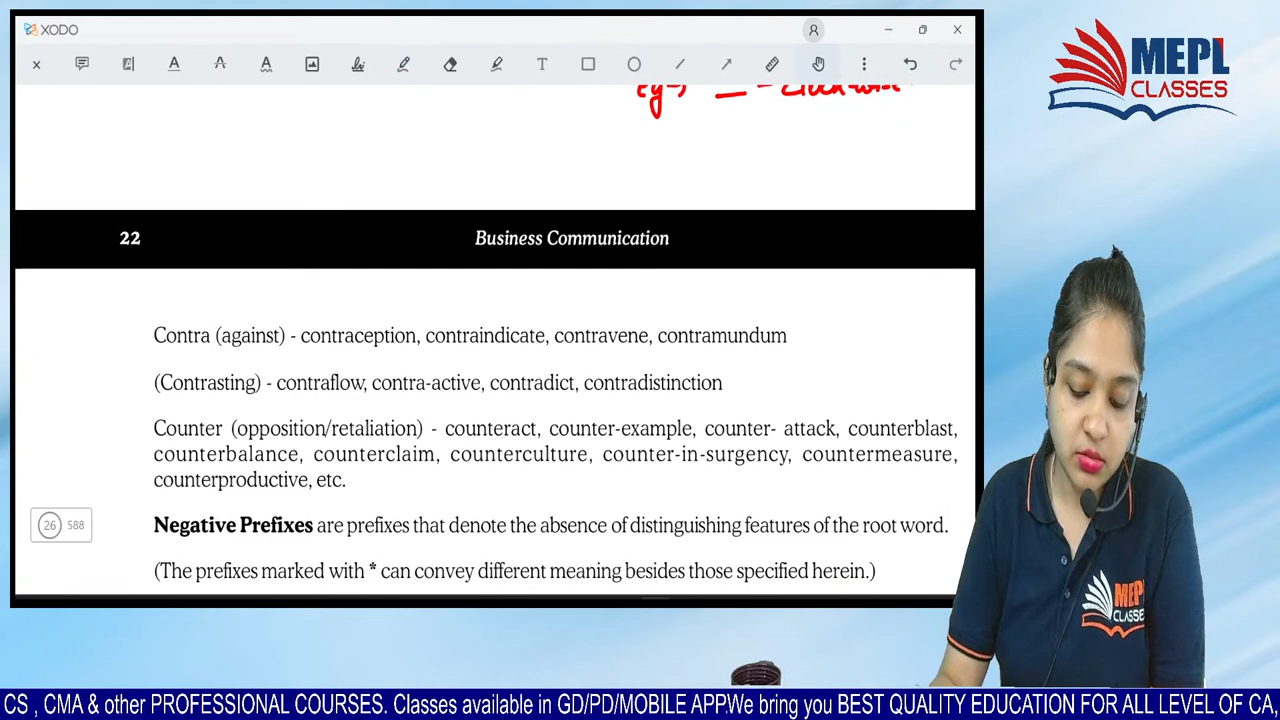 XODO
Eg→
22
Business Communication
Contra (against) - contraception, contraindicate, contravene, contramundum
(Contrasting) - contraflow, contra-active, contradict, contradistinction
Counter (opposition/retaliation) - counteract, counter-example, counter- attack, counterblast,
counterbalance, counterclaim, counterculture, counter-in-surgency, countermeasure,
counterproductive, etc.
26 588
Negative Prefixes are prefixes that denote the absence of distinguishing features of the root word.
(The prefixes marked with * can convey different meaning besides those specified herein.)
MEPL
CLASSES
MEPL
CLASSES
CS , CMA & other PROFESSIONAL COURSES. Classes available in GD/PD/MOBILE APP.We bring you BEST QUALITY EDUCATION FOR ALL LEVEL OF CA,